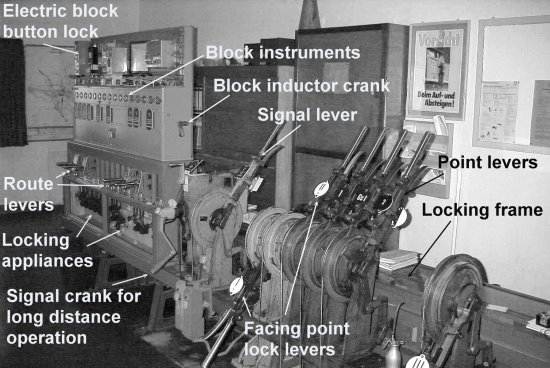 Electric block
button lock
Block instruments
Block inductor crank
Signal lever
Vorsicht
Beim Auf- und
Absteigen!
Point levers
Route
levers
Locking frame
Locking
appliances
Signal crank for
long distance
operation
Facing point
lock levers